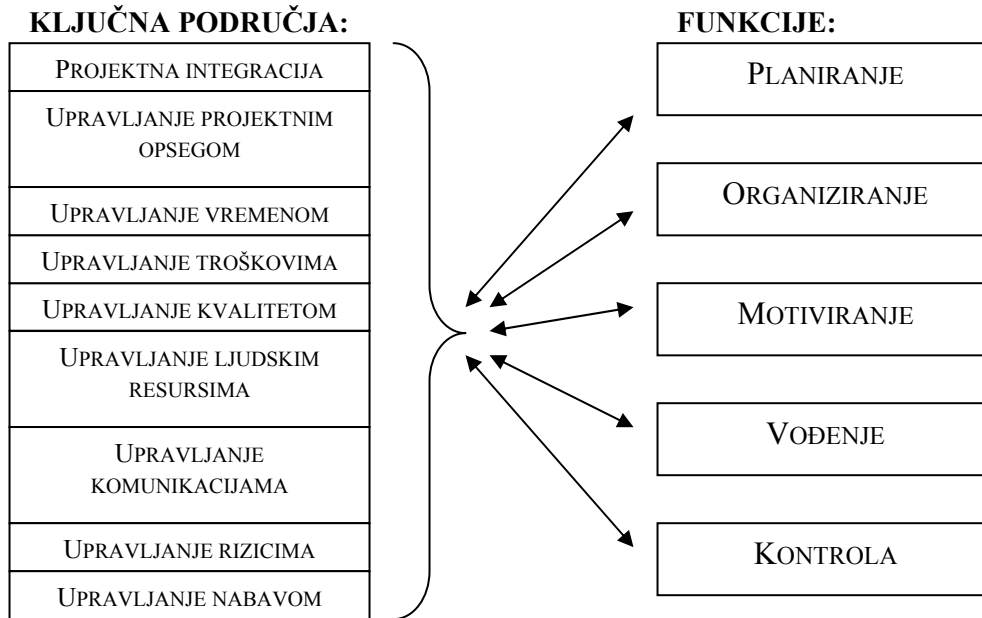 KLJUČNA PODRUČJA:
PROJEKTNA INTEGRACIJA
UPRAVLJANJE PROJEKTNIM
OPSEGOM
UPRAVLJANJE VREMENOM
UPRAVLJANJE TROŠKOVIMA
UPRAVLJANJE KVALITETOM
UPRAVLJANJE LJUDSKIM
RESURSIMA
UPRAVLJANJE
KOMUNIKACIJAMA
UPRAVLJANJE RIZICIMA
UPRAVLJANJE NABAVOM
FUNKCIJE:
PLANIRANJE
ORGANIZIRANJE
MOTIVIRANJE
VOĐENJE
KONTROLA